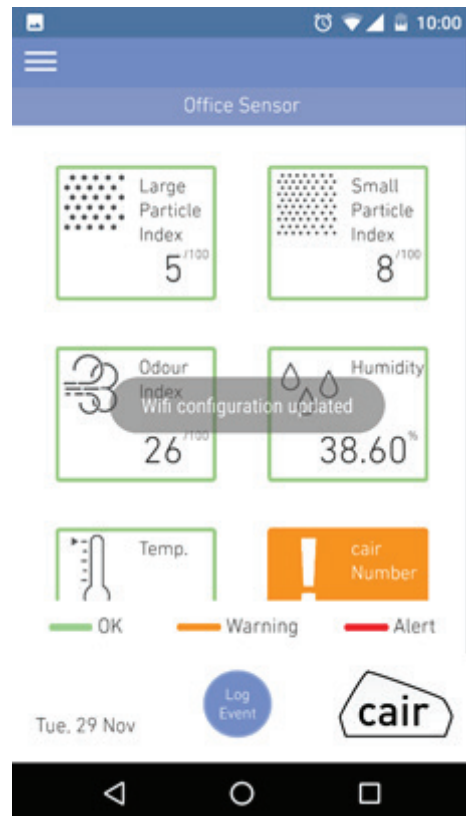 10:00
Office Sensor
Large
Particle
Index
5/100
Small
Particle
Index
8/100
Odour
Index
26/100
Humidity
38.60%
Wifi configuration updated
Temp.
cair
Number
OK
Warning
Alert
Tue, 29 Nov
Log
Event
cair